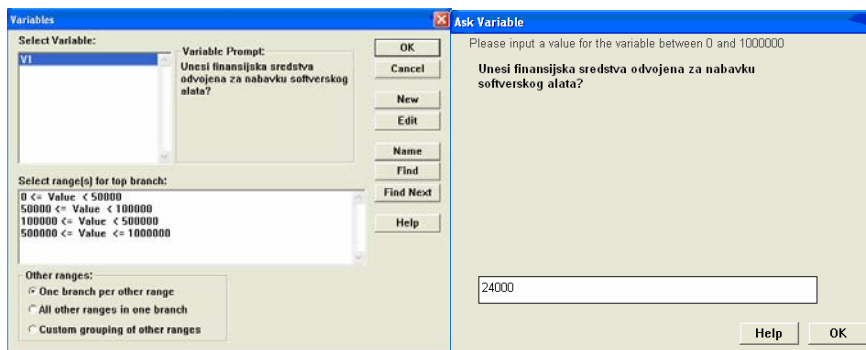 Variables
Select Variable:
V1
Variable Prompt:
Unesi finansijska sredstva
odvojena za nabavku softverskog
alata?
OK
Cancel
New
Edit
Name
Find
Find Next
Help
Select range(s) for top branch:
0 <= Value < 50000
50000 <= Value < 100000
100000 <= Value < 500000
500000 <= Value <= 1000000
Other ranges:
One branch per other range
All other ranges in one branch
Custom grouping of other ranges
Ask Variable
Please input a value for the variable between 0 and 1000000
Unesi finansijska sredstva odvojena za nabavku
softverskog alata?
24000
Help
OK